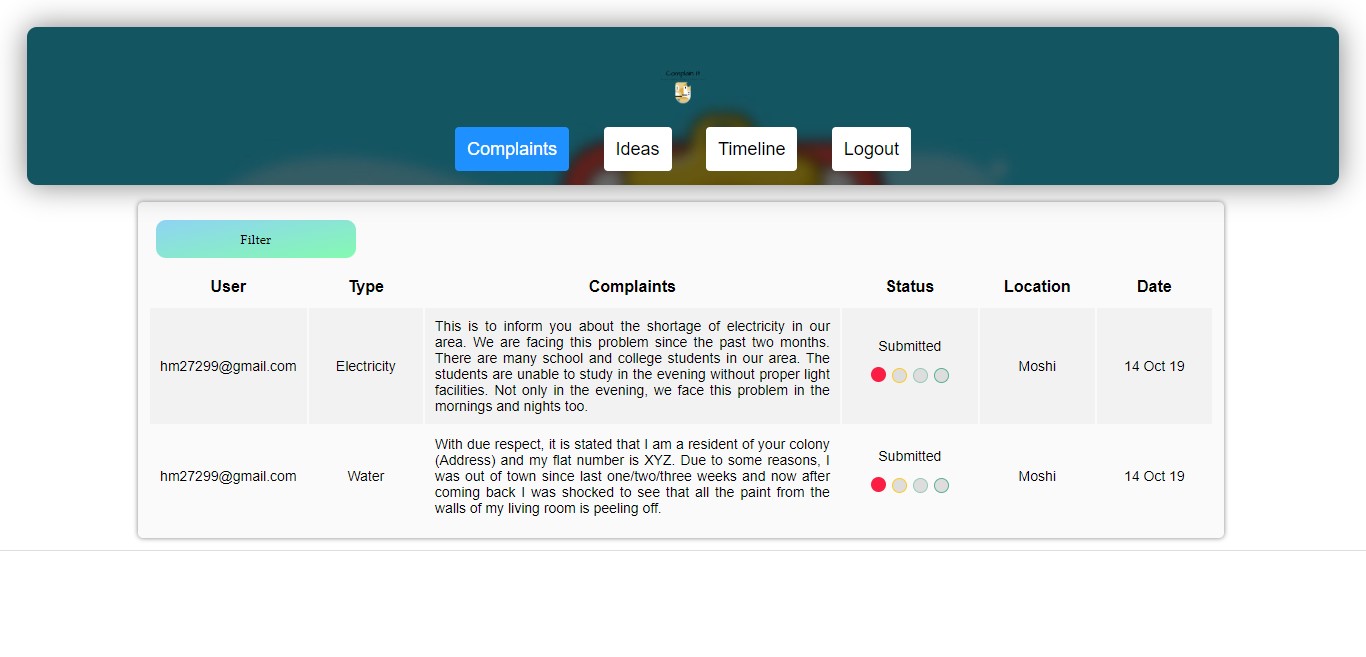 Complain It
Complaints Ideas Timeline Logout
Filter
User Type Complaints Status Location Date
hm27299@gmail.com Electricity
This is to inform you about the shortage of electricity in our
area. We are facing this problem since the past two months.
There are many school and college students in our area. The
students are unable to study in the evening without proper light
facilities. Not only in the evening, we face this problem in the
mornings and nights too.
Submitted
Moshi 14 Oct 19
hm27299@gmail.com Water
With due respect, it is stated that I am a resident of your colony
(Address) and my flat number is XYZ. Due to some reasons, I
was out of town since last one/two/three weeks and now after
coming back I was shocked to see that all the paint from the
walls of my living room is peeling off.
Submitted
Moshi 14 Oct 19